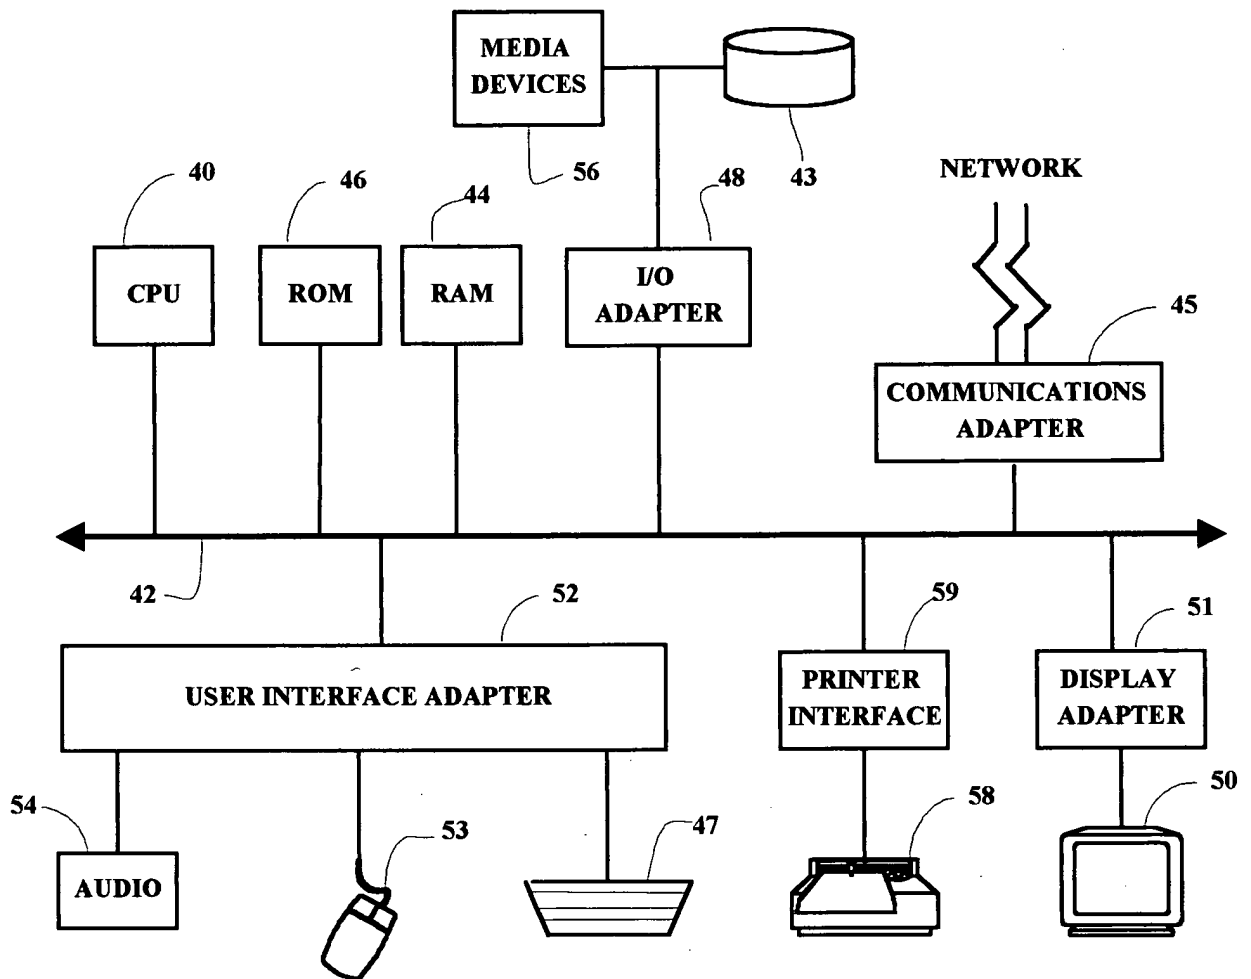 MEDIA
DEVICES
56
43
40
46
44
48
NETWORK
CPU
ROM
RAM
I/O
ADAPTER
45
COMMUNICATIONS
ADAPTER
42
52
59
51
USER INTERFACE ADAPTER
PRINTER
INTERFACE
DISPLAY
ADAPTER
54
53
47
58
50
AUDIO